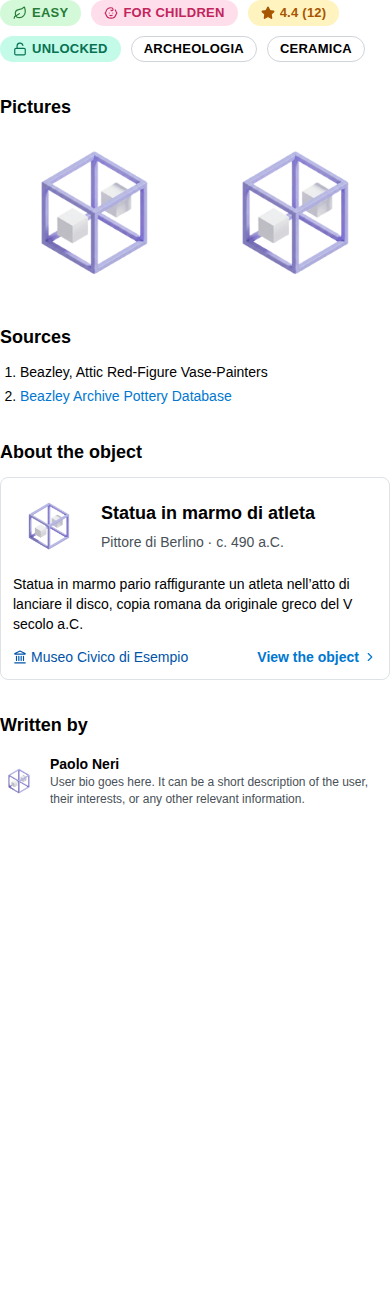 EASY FOR CHILDREN 4.4 (12)
UNLOCKED ARCHEOLOGIA CERAMICA
Pictures
Sources
1. Beazley, Attic Red-Figure Vase-Painters
2. Beazley Archive Pottery Database
About the object
Statua in marmo di atleta
Pittore di Berlino · c. 490 a.C.
Statua in marmo pario raffigurante un atleta nell’atto di
lanciare il disco, copia romana da originale greco del V
secolo a.C.
Museo Civico di Esempio View the object
Written by
Paolo Neri
User bio goes here. It can be a short description of the user,
their interests, or any other relevant information.